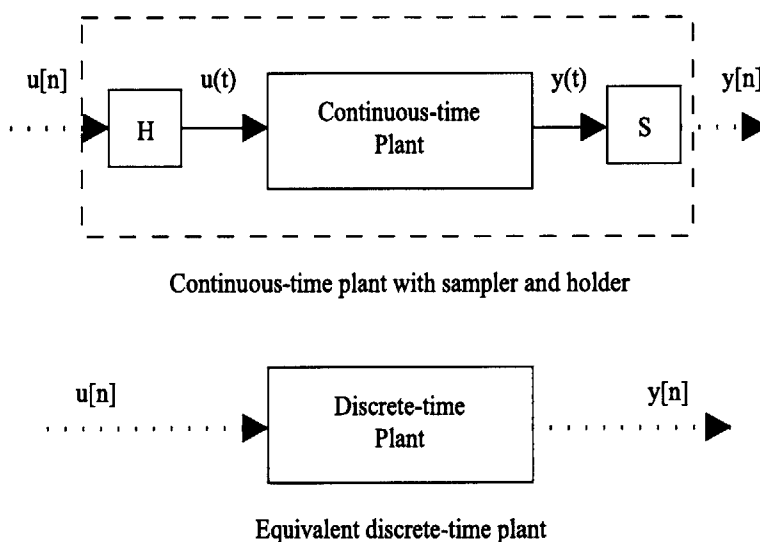 u[n]
u(t)
y(t)
y[n]
H
Continuous-time
Plant
S
Continuous-time plant with sampler and holder
u[n]
y[n]
Discrete-time
Plant
Equivalent discrete-time plant